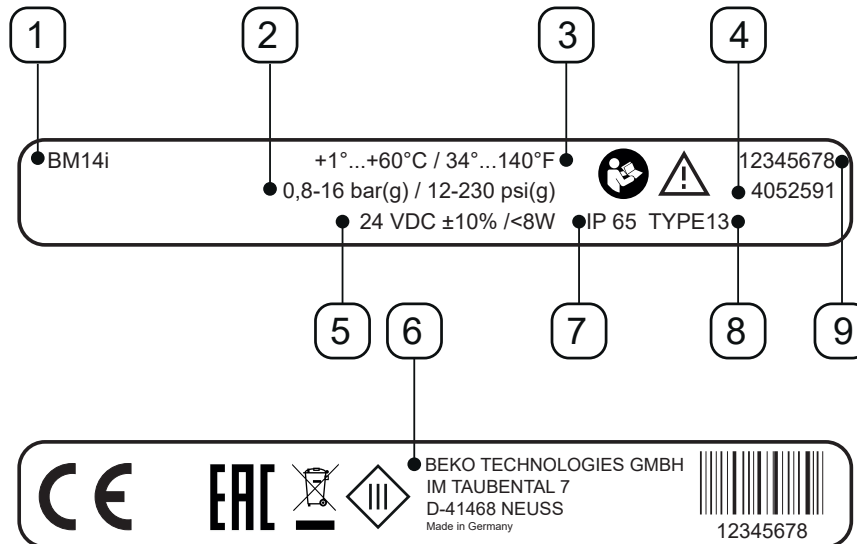 1 2 3 4
BM14i +1°...+60°C / 34°...140°F 12345678
0,8-16 bar(g) / 12-230 psi(g) 4052591
24 VDC ±10% /<8W IP 65 TYPE13
5 6 7 8 9
CE EAC III BEKO TECHNOLOGIES GMBH
IM TAUBENTAL 7
D-41468 NEUSS
Made in Germany
12345678